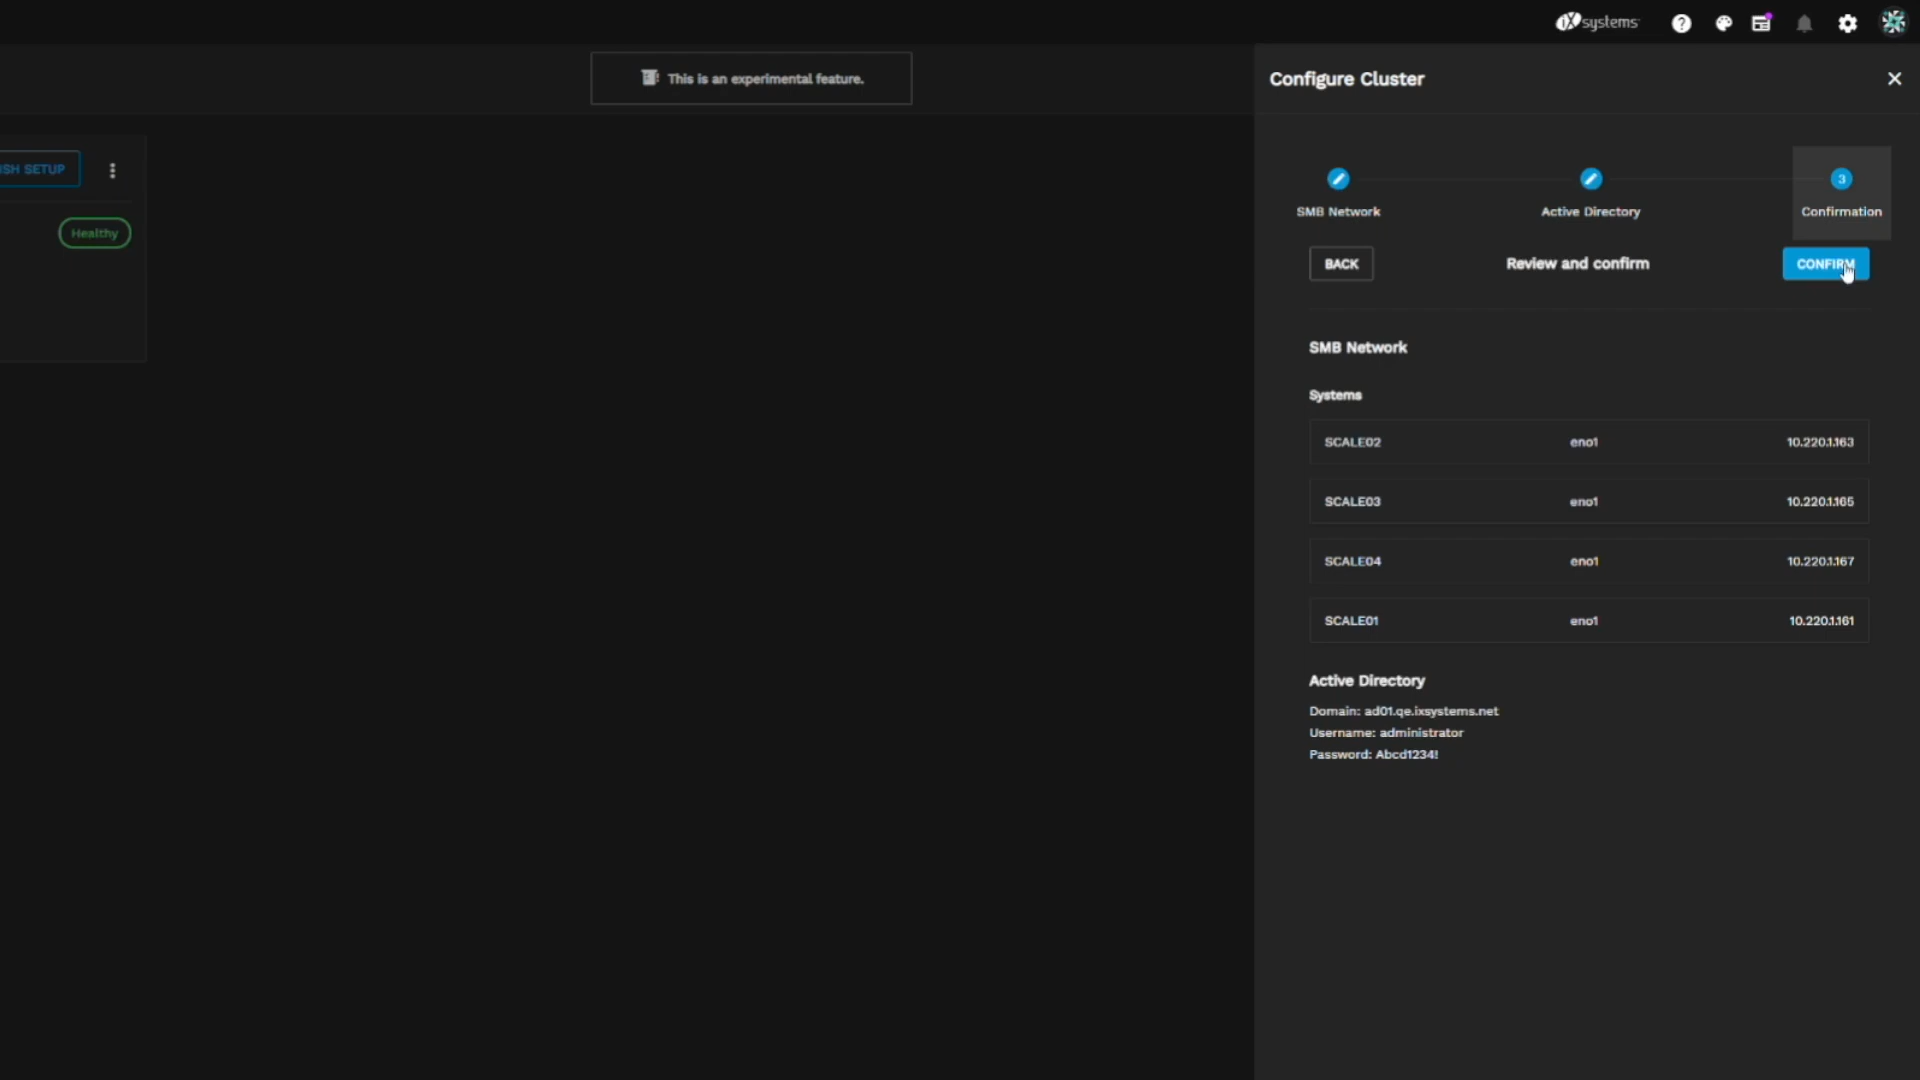 iXsystems
This is an experimental feature.
Configure Cluster
ISH SETUP
Healthy
SMB Network
Active Directory
3
Confirmation
BACK
Review and confirm
CONFIRM
SMB Network
Systems
SCALE02 eno1 10.220.1.163
SCALE03 eno1 10.220.1.165
SCALE04 eno1 10.220.1.167
SCALE01 eno1 10.220.1.161
Active Directory
Domain: ad01.qe.ixsystems.net
Username: administrator
Password: Abcd1234!